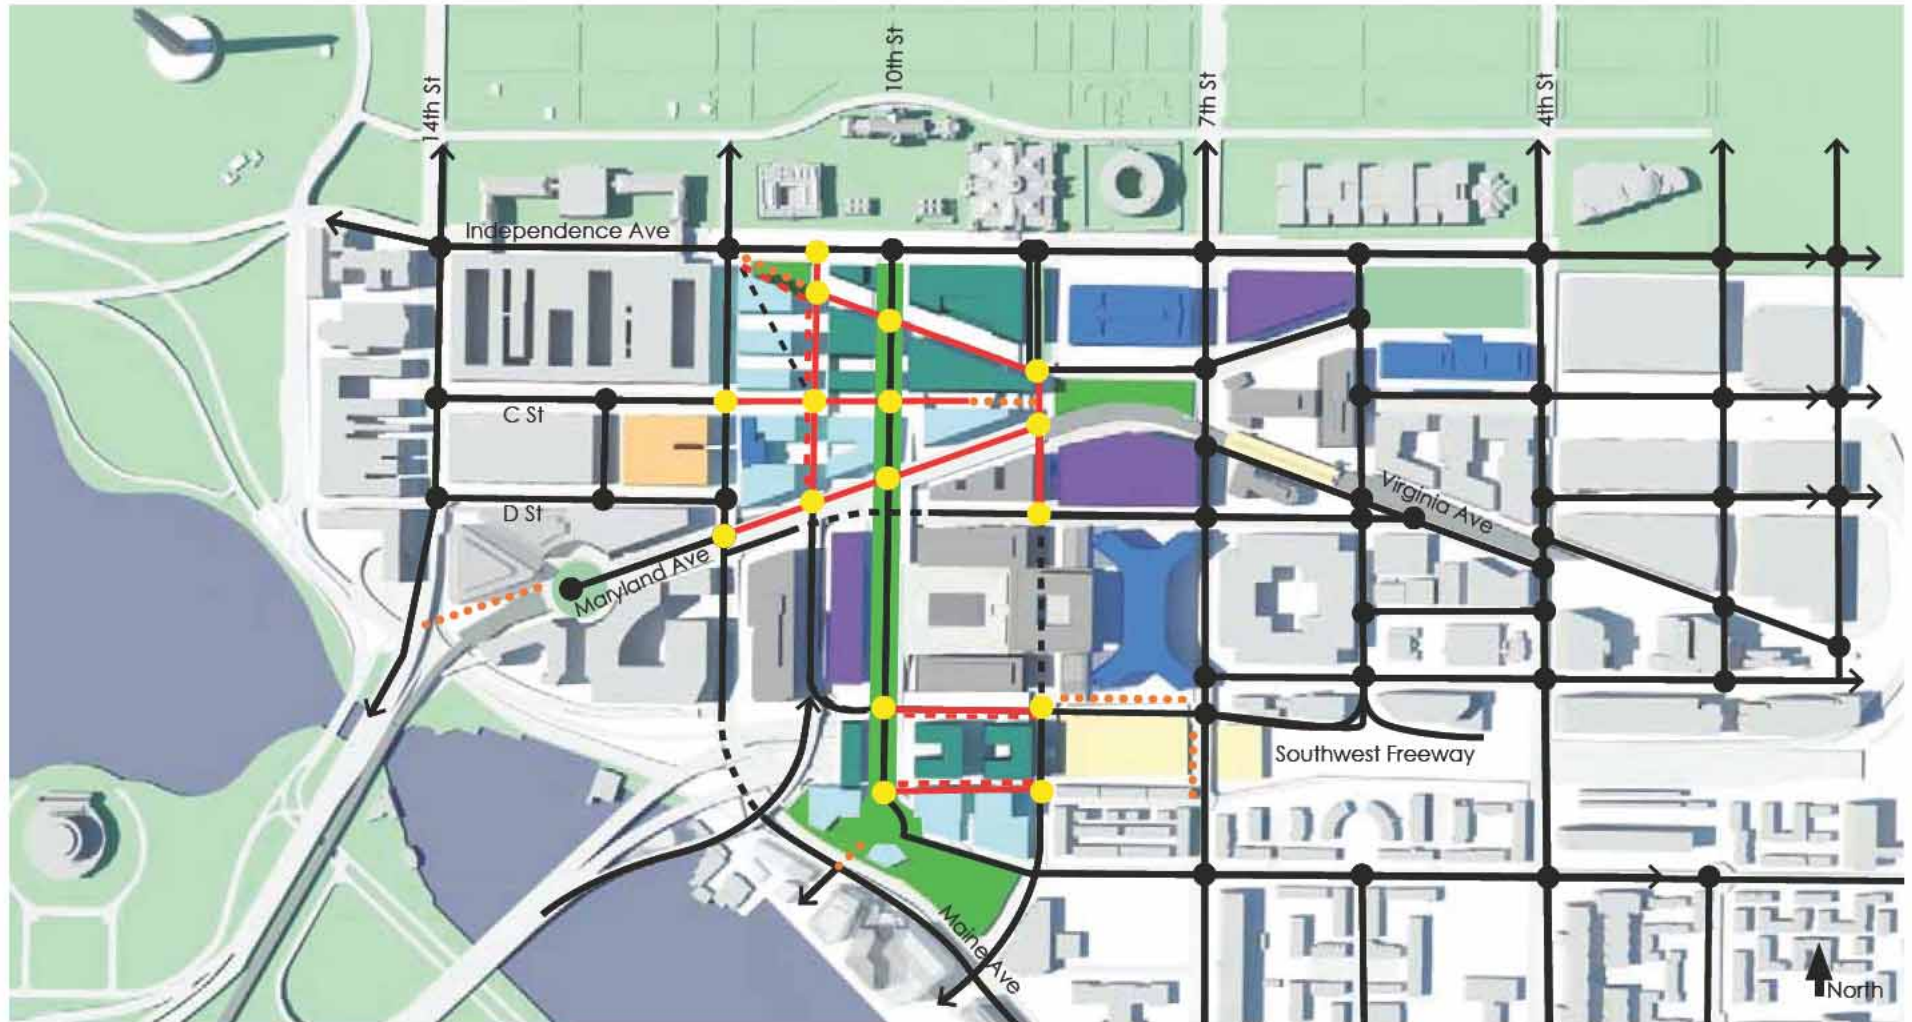 14th St
10th St
7th St
4th St
Independence Ave
C St
D St
Maryland Ave
Virginia Ave
Southwest Freeway
Maine Ave
North